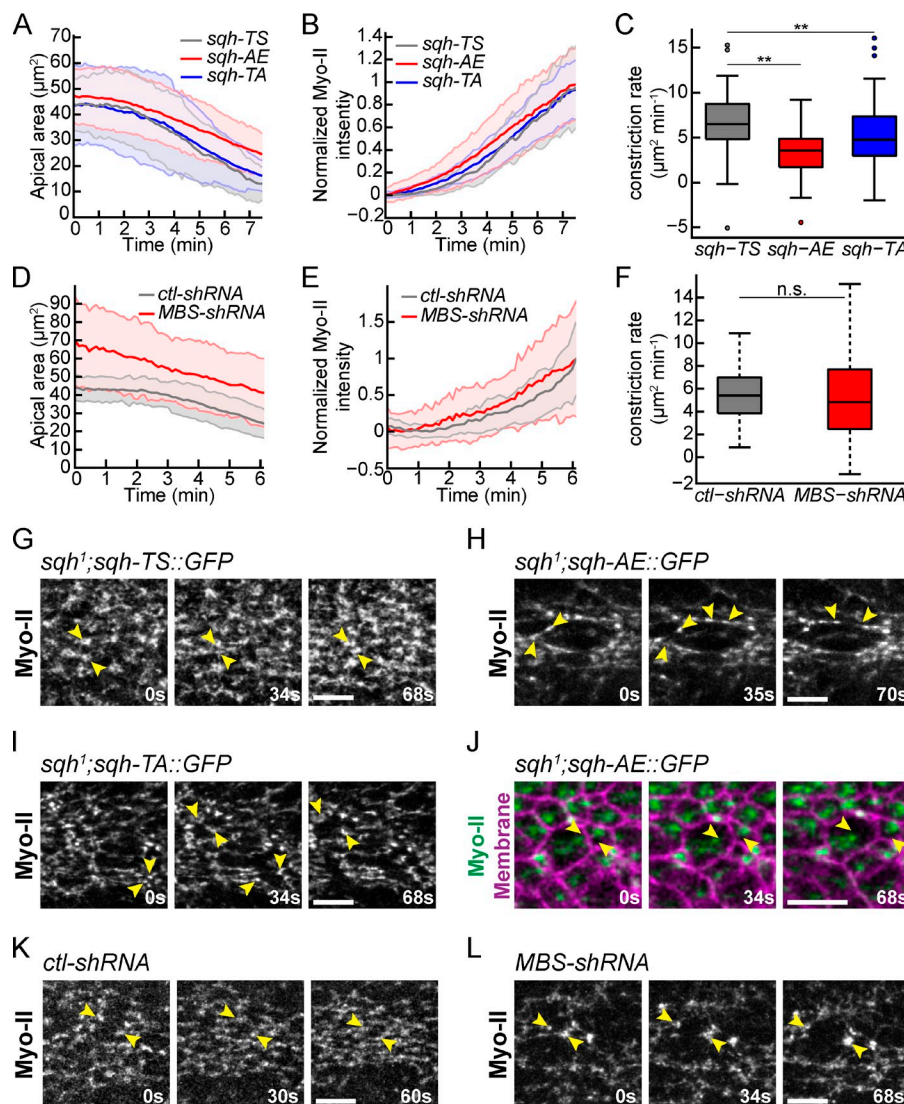 A
Apical area (µm²)
70
60
50
40
30
20
10
0
sqh-TS
sqh-AE
sqh-TA
0 1 2 3 4 5 6 7
Time (min)
B
Normalized Myo-II
intsensity
1.4
1.2
1
0.8
0.6
0.4
0.2
0
−0.2
sqh-TS
sqh-AE
sqh-TA
0 1 2 3 4 5 6 7
Time (min)
C
constriction rate
(µm² min⁻¹)
15
10
5
0
−5
**
**
sqh−TS sqh−AE sqh−TA
D
Apical area (µm²)
90
70
60
50
40
30
20
10
0
ctl-shRNA
MBS-shRNA
0 1 2 3 4 5 6
Time (min)
E
Normalized Myo-II
intensity
1.8
1
0
−0.5
ctl-shRNA
MBS-shRNA
0 1 2 3 4 5 6
Time (min)
F
constriction rate
(µm² min⁻¹)
14
12
10
8
6
4
2
0
−2
n.s.
ctl−shRNA MBS−shRNA
G
sqh¹;sqh-TS::GFP
Myo-II
0s 34s 68s
H
sqh¹;sqh-AE::GFP
Myo-II
0s 35s 70s
I
sqh¹;sqh-TA::GFP
Myo-II
0s 34s 68s
J
sqh¹;sqh-AE::GFP
Myo-II
Membrane
0s 34s 68s
K
ctl-shRNA
Myo-II
0s 30s 60s
L
MBS-shRNA
Myo-II
0s 34s 68s